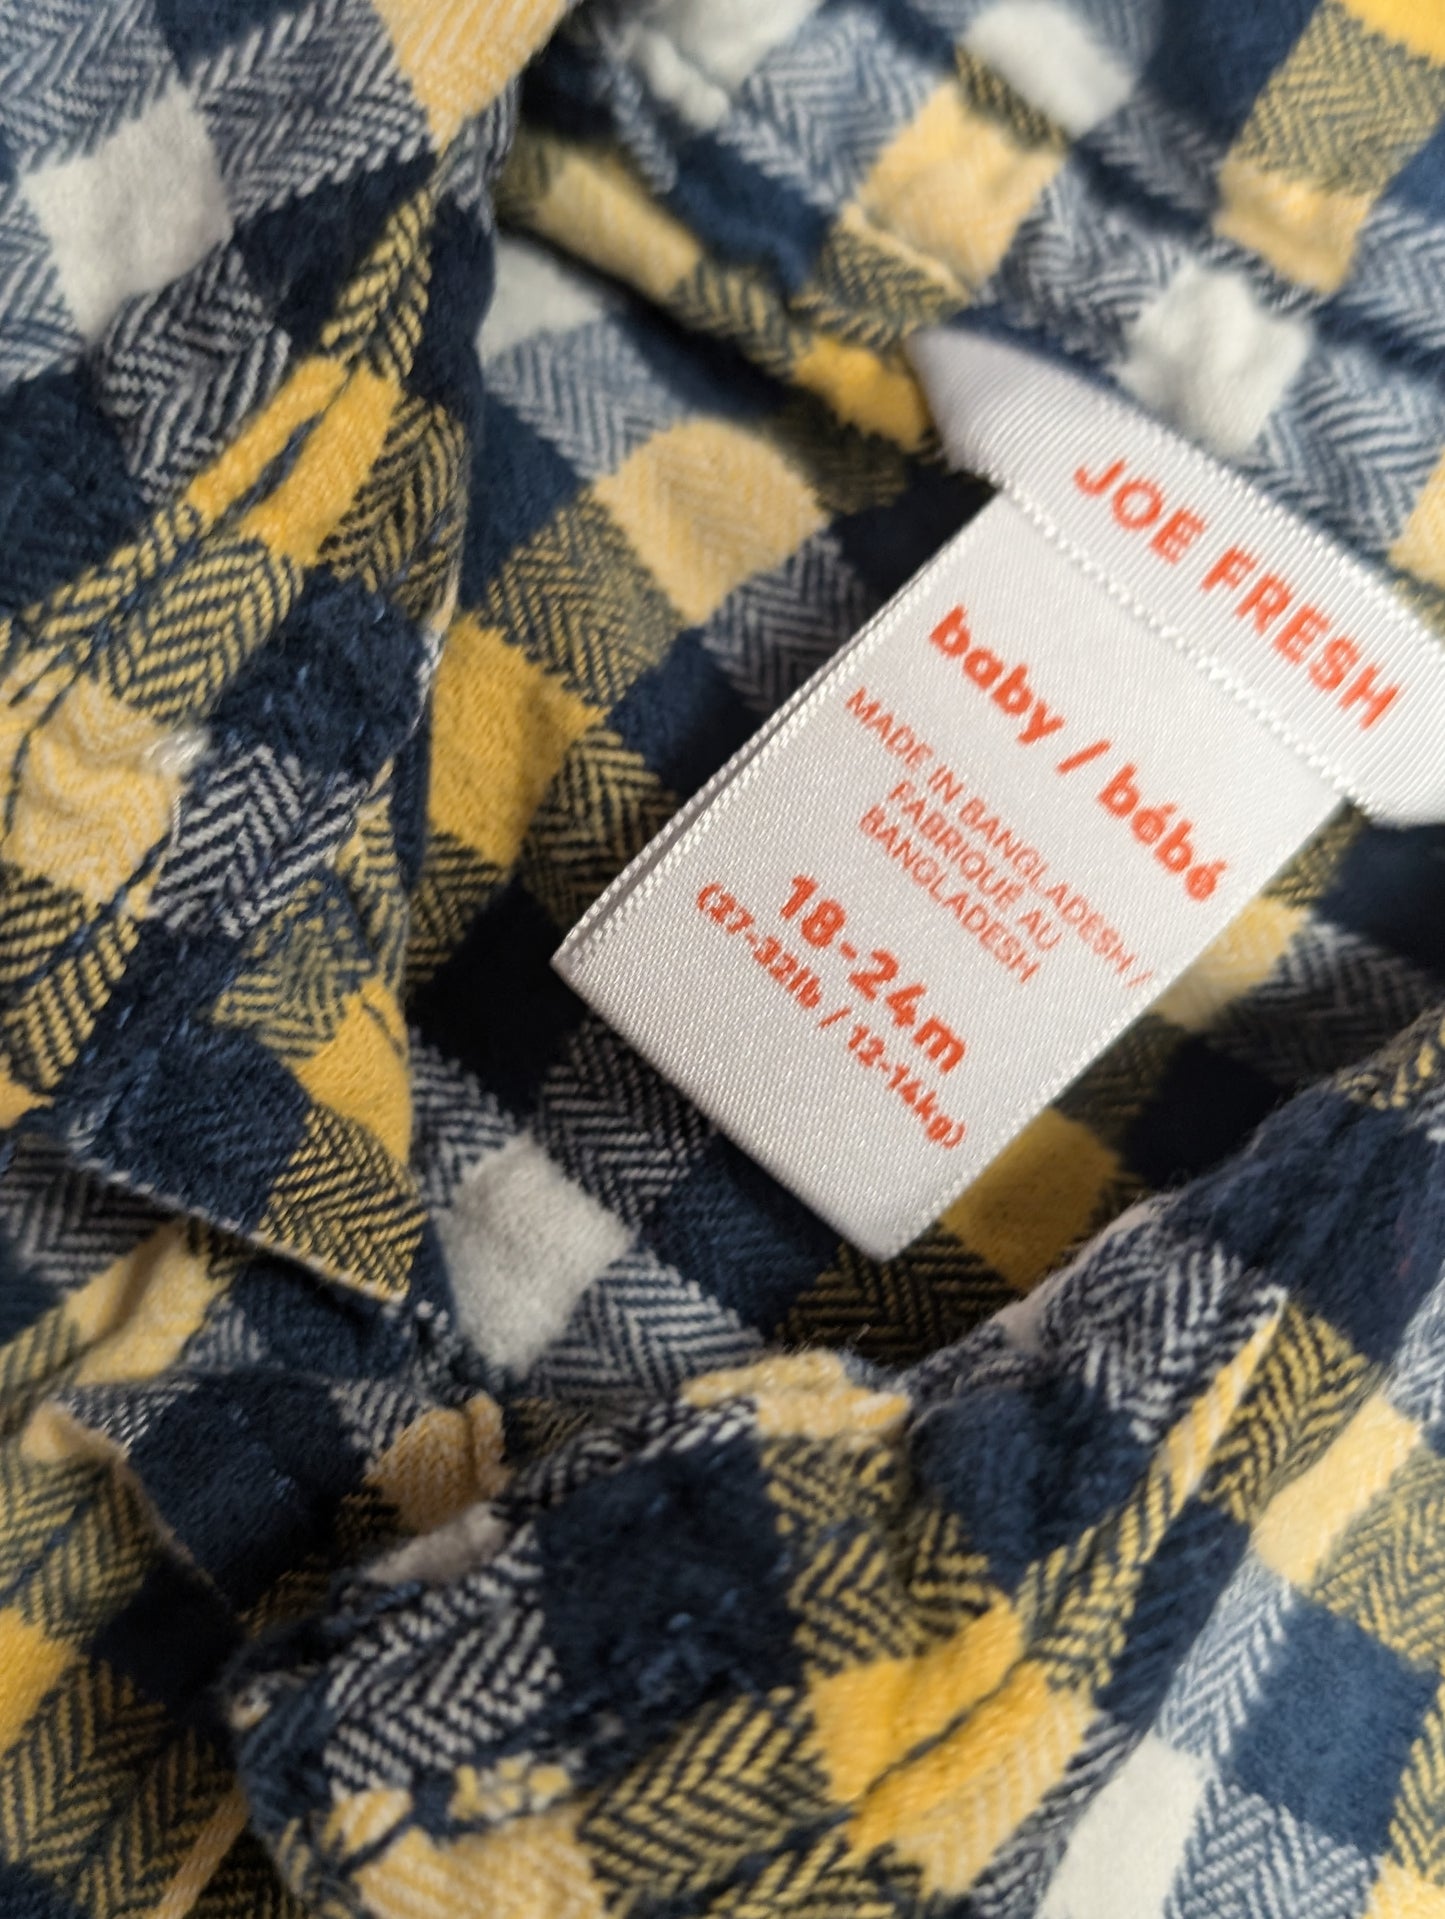 JOE FRESH
baby / bébé
MADE IN BANGLADESH /
FABRIQUÉ AU
BANGLADESH
18-24m
(27-32lb / 12-14kg)